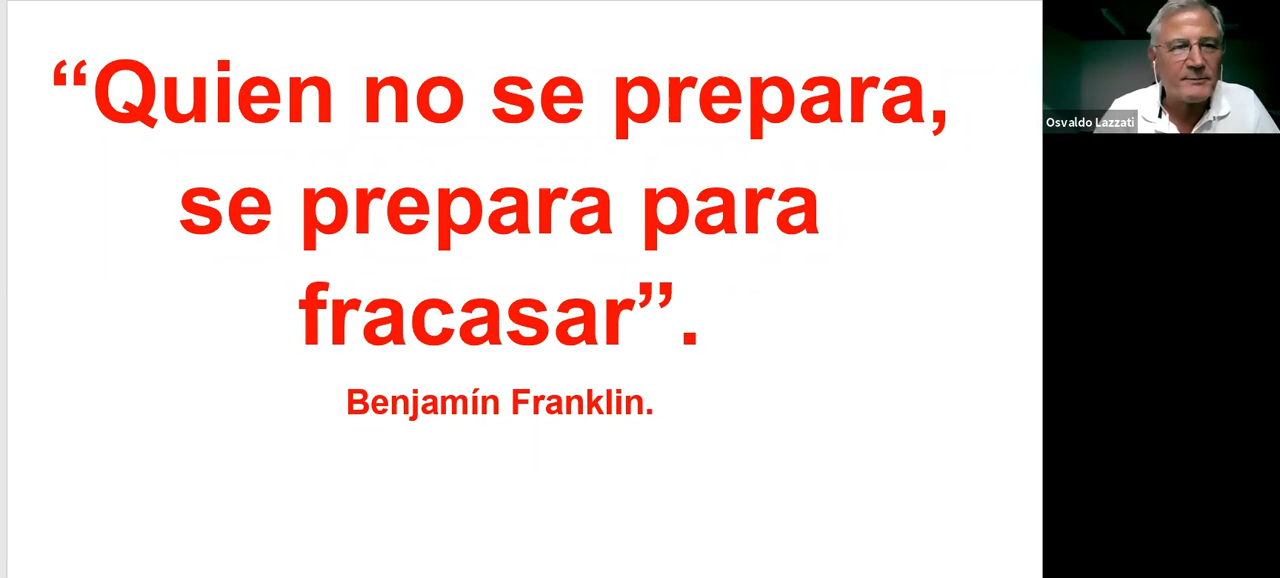 “Quien no se prepara,
se prepara para
fracasar”.
Benjamín Franklin.
Osvaldo Lazzati